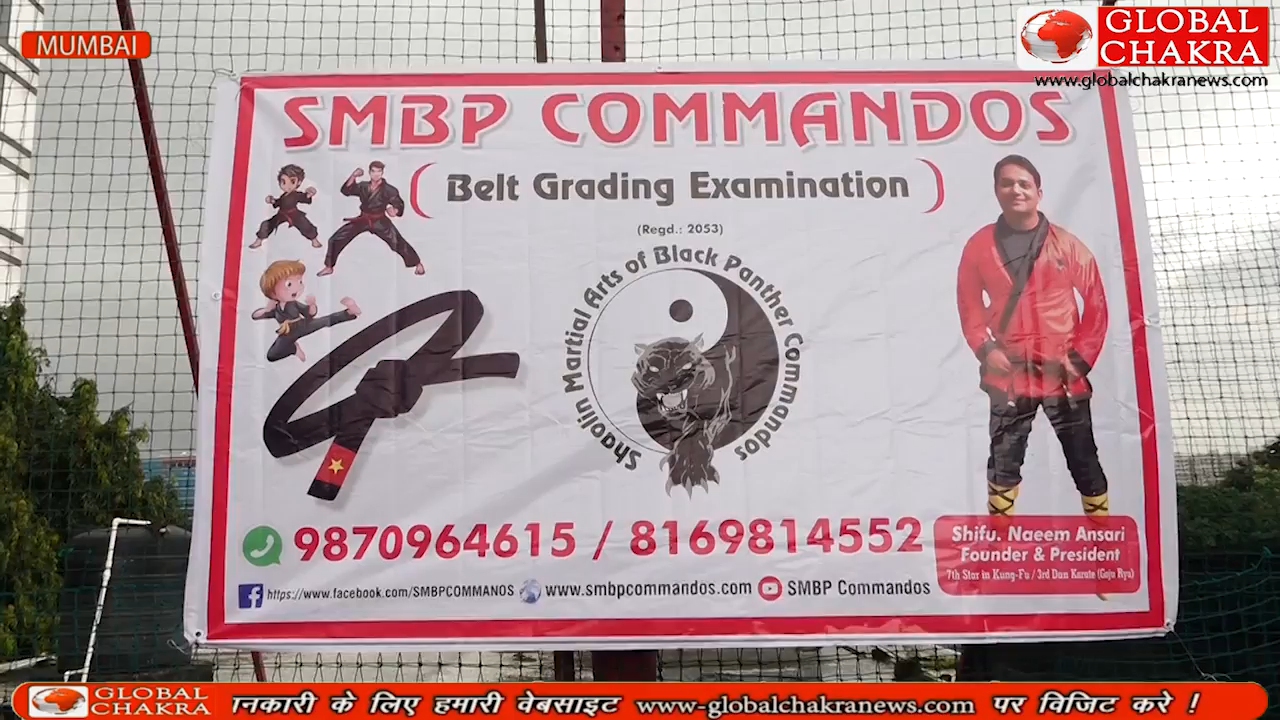 MUMBAI
GLOBAL
CHAKRA
www.globalchakranews.com
SMBP COMMANDOS
( Belt Grading Examination )
(Regd.: 2053)
Shaolin Martial Arts of Black Panther Commandos
9870964615 / 8169814552
Shifu. Naeem Ansari
Founder & President
7th Star in Kung-Fu / 3rd Dan Karate (Goju Ryu)
https://www.facebook.com/SMBPCOMMANOS www.smbpcommandos.com SMBP Commandos
GLOBAL
CHAKRA
नकारी के लिए हमारी वेबसाइट www-globalchakranews.com पर विजिट करे !